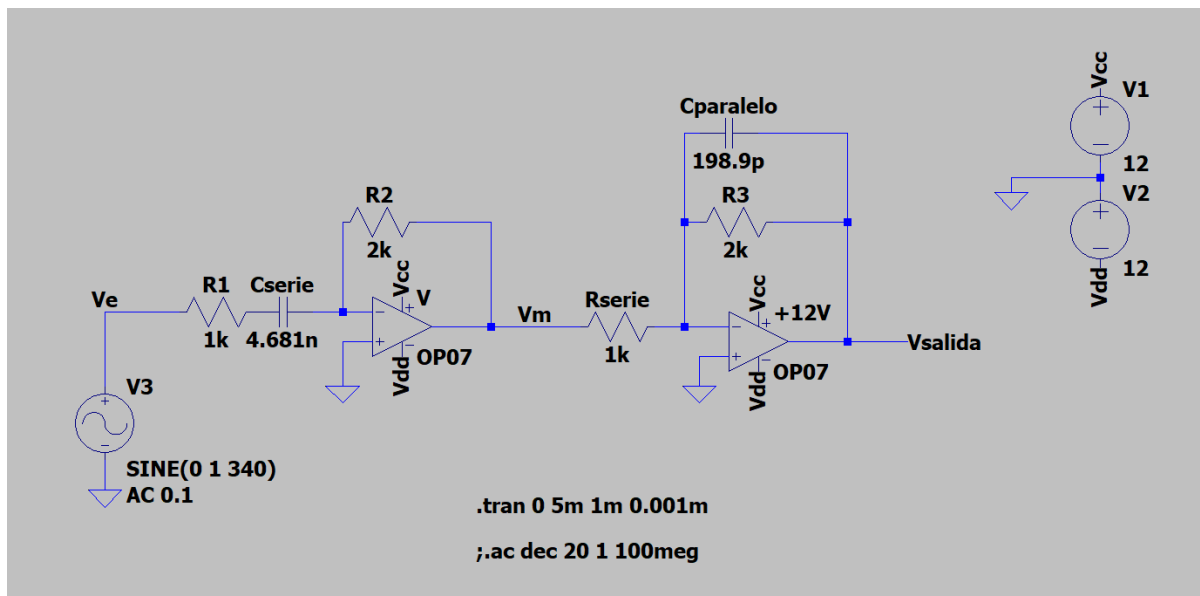 Ve
V3
SINE(0 1 340)
AC 0.1
R1
1k
Cserie
4.681n
R2
2k
Vcc
V
Vdd
OP07
Vm
Rserie
1k
Cparalelo
198.9p
R3
2k
Vcc
+12V
Vdd
OP07
Vsalida
Vcc
V1
12
V2
12
Vdd
.tran 0 5m 1m 0.001m
;.ac dec 20 1 100meg